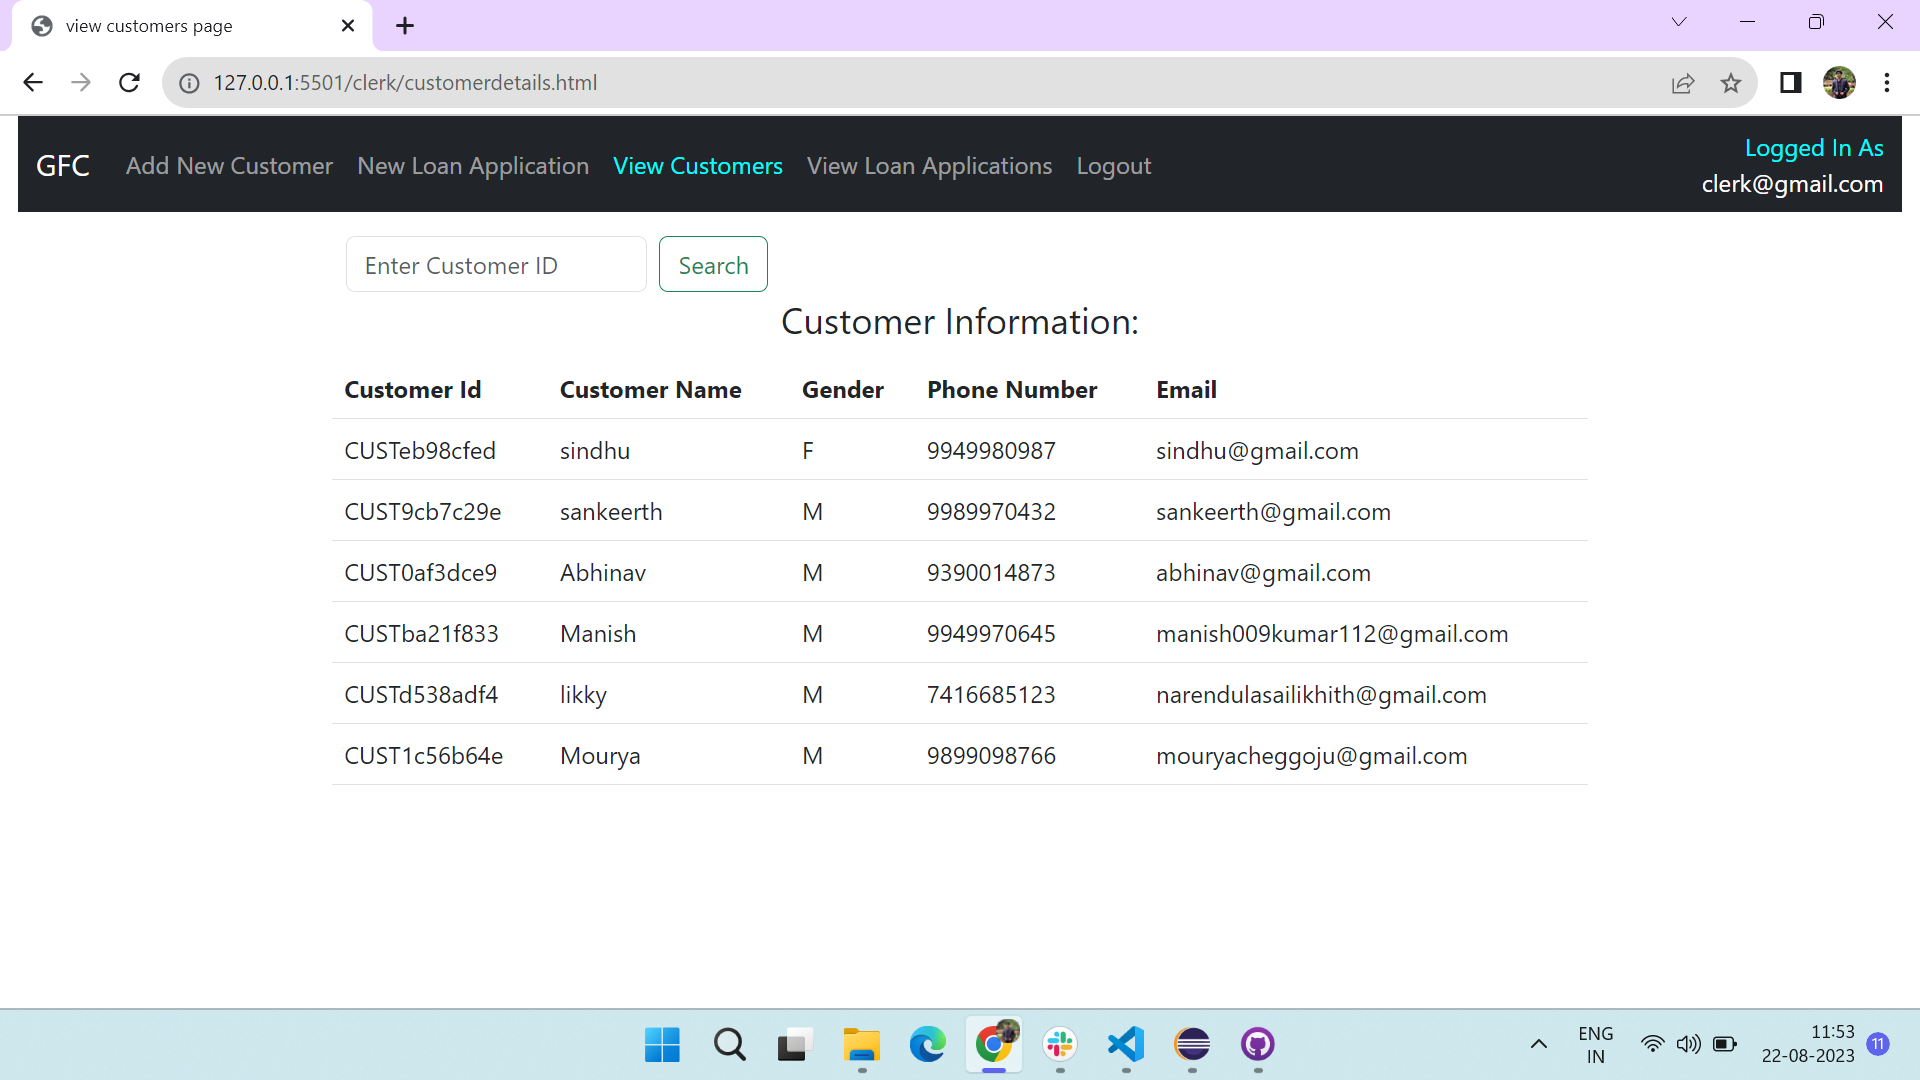 view customers page
127.0.0.1:5501/clerk/customerdetails.html
GFC Add New Customer New Loan Application View Customers View Loan Applications Logout
Logged In As
clerk@gmail.com
Enter Customer ID Search
Customer Information:
Customer Id Customer Name Gender Phone Number Email
CUSTeb98cfed sindhu F 9949980987 sindhu@gmail.com
CUST9cb7c29e sankeerth M 9989970432 sankeerth@gmail.com
CUST0af3dce9 Abhinav M 9390014873 abhinav@gmail.com
CUSTba21f833 Manish M 9949970645 manish009kumar112@gmail.com
CUSTd538adf4 likky M 7416685123 narendulasailikhith@gmail.com
CUST1c56b64e Mourya M 9899098766 mouryacheggoju@gmail.com
ENG
IN
11:53
22-08-2023
11